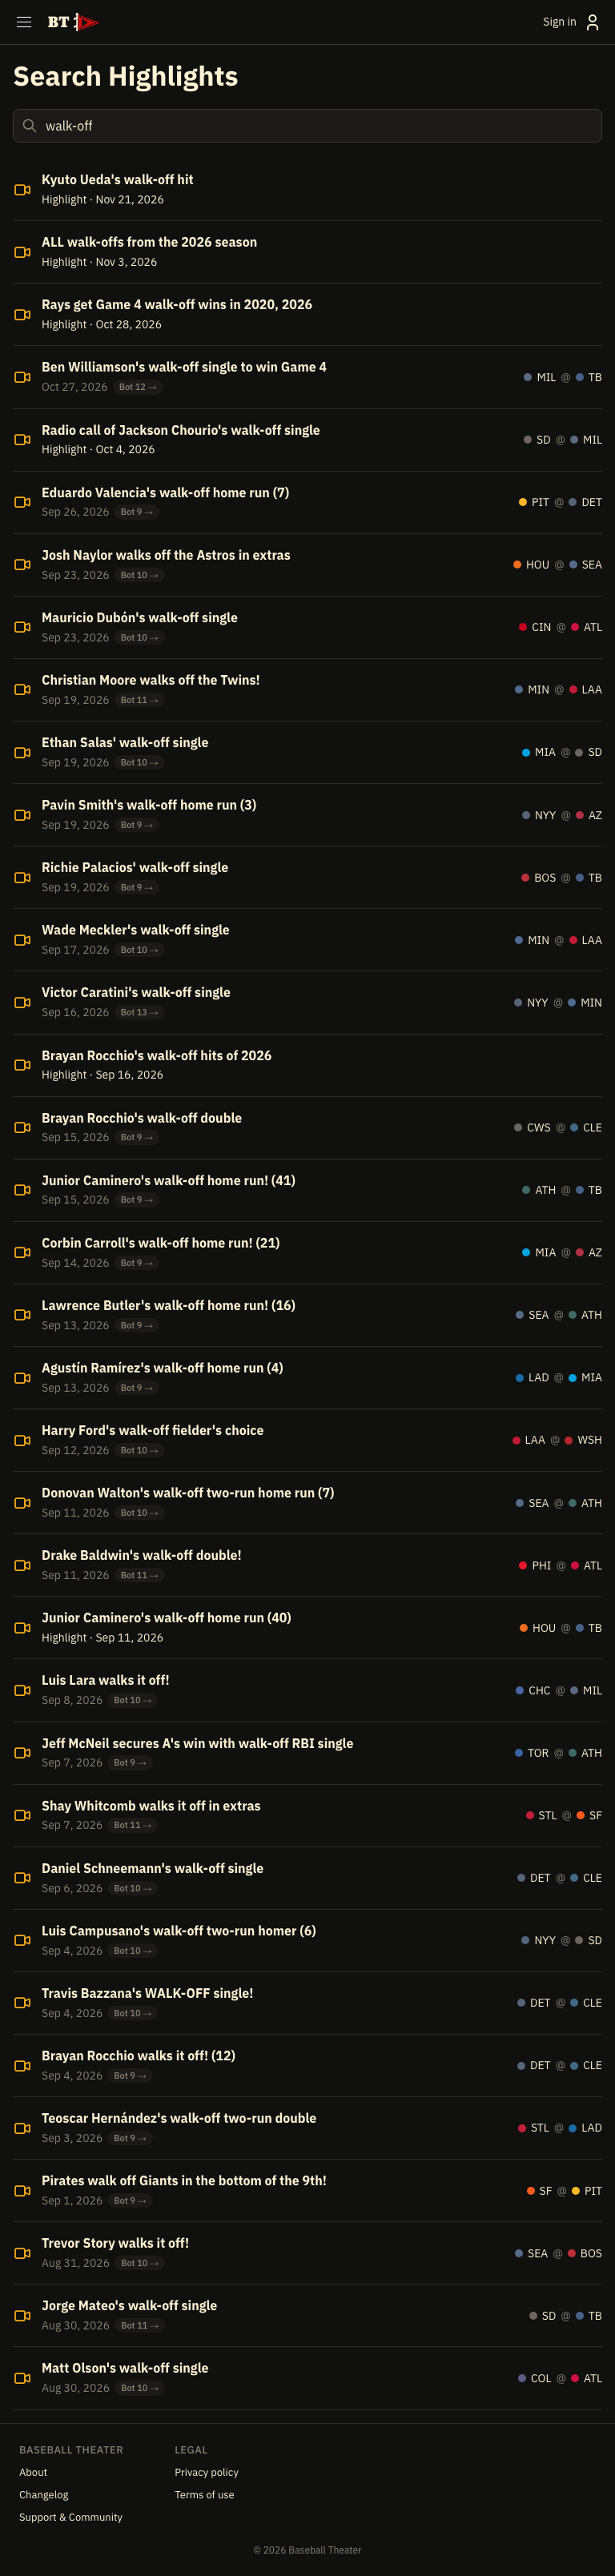 BT
Sign in
Search Highlights
walk-off
Kyuto Ueda's walk-off hit
Highlight · Nov 21, 2026
ALL walk-offs from the 2026 season
Highlight · Nov 3, 2026
Rays get Game 4 walk-off wins in 2020, 2026
Highlight · Oct 28, 2026
Ben Williamson's walk-off single to win Game 4
Oct 27, 2026 Bot 12 → MIL @ TB
Radio call of Jackson Chourio's walk-off single
Highlight · Oct 4, 2026 SD @ MIL
Eduardo Valencia's walk-off home run (7)
Sep 26, 2026 Bot 9 → PIT @ DET
Josh Naylor walks off the Astros in extras
Sep 23, 2026 Bot 10 → HOU @ SEA
Mauricio Dubón's walk-off single
Sep 23, 2026 Bot 10 → CIN @ ATL
Christian Moore walks off the Twins!
Sep 19, 2026 Bot 11 → MIN @ LAA
Ethan Salas' walk-off single
Sep 19, 2026 Bot 10 → MIA @ SD
Pavin Smith's walk-off home run (3)
Sep 19, 2026 Bot 9 → NYY @ AZ
Richie Palacios' walk-off single
Sep 19, 2026 Bot 9 → BOS @ TB
Wade Meckler's walk-off single
Sep 17, 2026 Bot 10 → MIN @ LAA
Victor Caratini's walk-off single
Sep 16, 2026 Bot 13 → NYY @ MIN
Brayan Rocchio's walk-off hits of 2026
Highlight · Sep 16, 2026
Brayan Rocchio's walk-off double
Sep 15, 2026 Bot 9 → CWS @ CLE
Junior Caminero's walk-off home run! (41)
Sep 15, 2026 Bot 9 → ATH @ TB
Corbin Carroll's walk-off home run! (21)
Sep 14, 2026 Bot 9 → MIA @ AZ
Lawrence Butler's walk-off home run! (16)
Sep 13, 2026 Bot 9 → SEA @ ATH
Agustín Ramírez's walk-off home run (4)
Sep 13, 2026 Bot 9 → LAD @ MIA
Harry Ford's walk-off fielder's choice
Sep 12, 2026 Bot 10 → LAA @ WSH
Donovan Walton's walk-off two-run home run (7)
Sep 11, 2026 Bot 10 → SEA @ ATH
Drake Baldwin's walk-off double!
Sep 11, 2026 Bot 11 → PHI @ ATL
Junior Caminero's walk-off home run (40)
Highlight · Sep 11, 2026 HOU @ TB
Luis Lara walks it off!
Sep 8, 2026 Bot 10 → CHC @ MIL
Jeff McNeil secures A's win with walk-off RBI single
Sep 7, 2026 Bot 9 → TOR @ ATH
Shay Whitcomb walks it off in extras
Sep 7, 2026 Bot 11 → STL @ SF
Daniel Schneemann's walk-off single
Sep 6, 2026 Bot 10 → DET @ CLE
Luis Campusano's walk-off two-run homer (6)
Sep 4, 2026 Bot 10 → NYY @ SD
Travis Bazzana's WALK-OFF single!
Sep 4, 2026 Bot 10 → DET @ CLE
Brayan Rocchio walks it off! (12)
Sep 4, 2026 Bot 9 → DET @ CLE
Teoscar Hernández's walk-off two-run double
Sep 3, 2026 Bot 9 → STL @ LAD
Pirates walk off Giants in the bottom of the 9th!
Sep 1, 2026 Bot 9 → SF @ PIT
Trevor Story walks it off!
Aug 31, 2026 Bot 10 → SEA @ BOS
Jorge Mateo's walk-off single
Aug 30, 2026 Bot 11 → SD @ TB
Matt Olson's walk-off single
Aug 30, 2026 Bot 10 → COL @ ATL
BASEBALL THEATER
About
Changelog
Support & Community
LEGAL
Privacy policy
Terms of use
© 2026 Baseball Theater